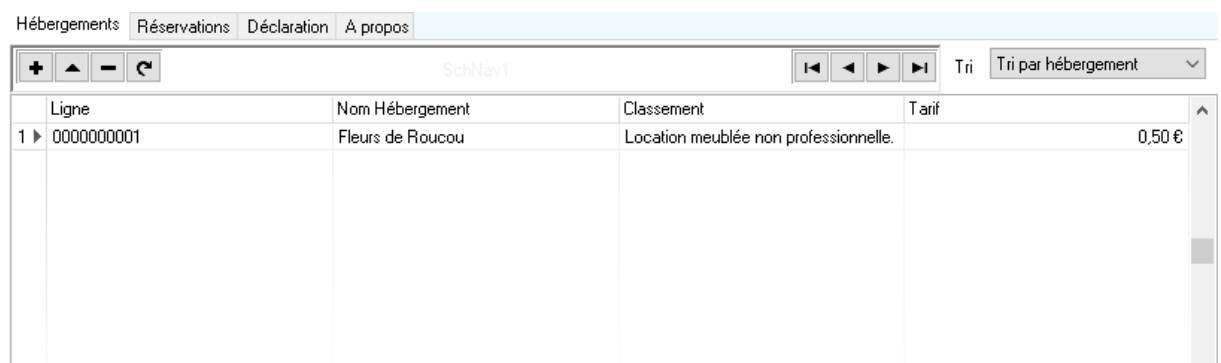 Hébergements Réservations Déclaration A propos
SchNav1 Tri Tri par hébergement
Ligne Nom Hébergement Classement Tarif
1 0000000001 Fleurs de Roucou Location meublée non professionnelle. 0,50 €